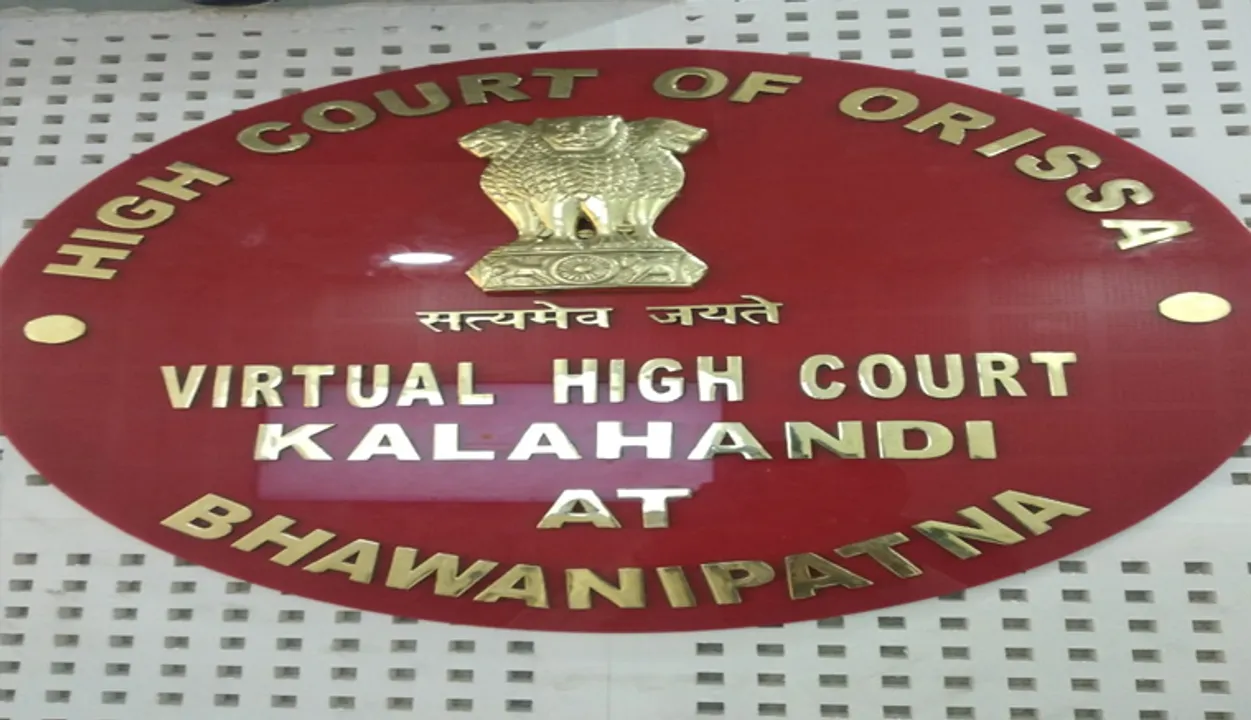 HIGH COURT OF ORISSA
सत्यमेव जयते
VIRTUAL HIGH COURT
KALAHANDI
AT
BHAWANIPATNA